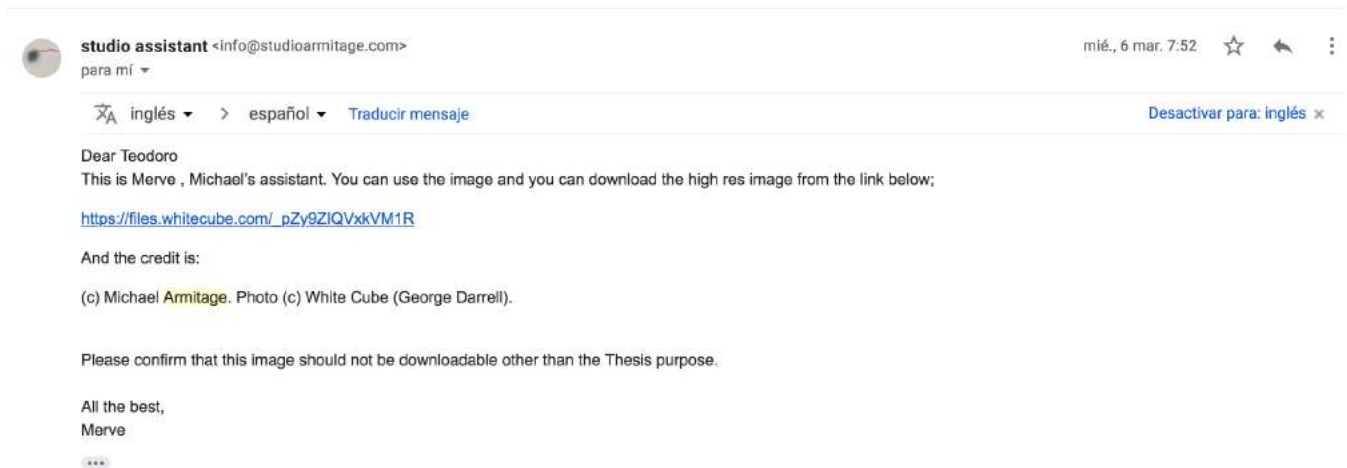 studio assistant <info@studioarmitage.com>
mié., 6 mar. 7:52
para mí
inglés > español Traducir mensaje
Desactivar para: inglés x
Dear Teodoro
This is Merve , Michael's assistant. You can use the image and you can download the high res image from the link below;
https://files.whitecube.com/_pZy9ZIQVxkVM1R
And the credit is:
(c) Michael Armitage. Photo (c) White Cube (George Darrell).
Please confirm that this image should not be downloadable other than the Thesis purpose.
All the best,
Merve